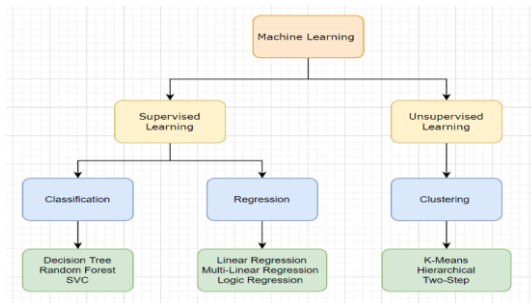 Machine Learning
Supervised
Learning
Unsupervised
Learning
Classification
Regression
Clustering
Decision Tree
Random Forest
SVC
Linear Regression
Multi-Linear Regression
Logic Regression
K-Means
Hierarchical
Two-Step